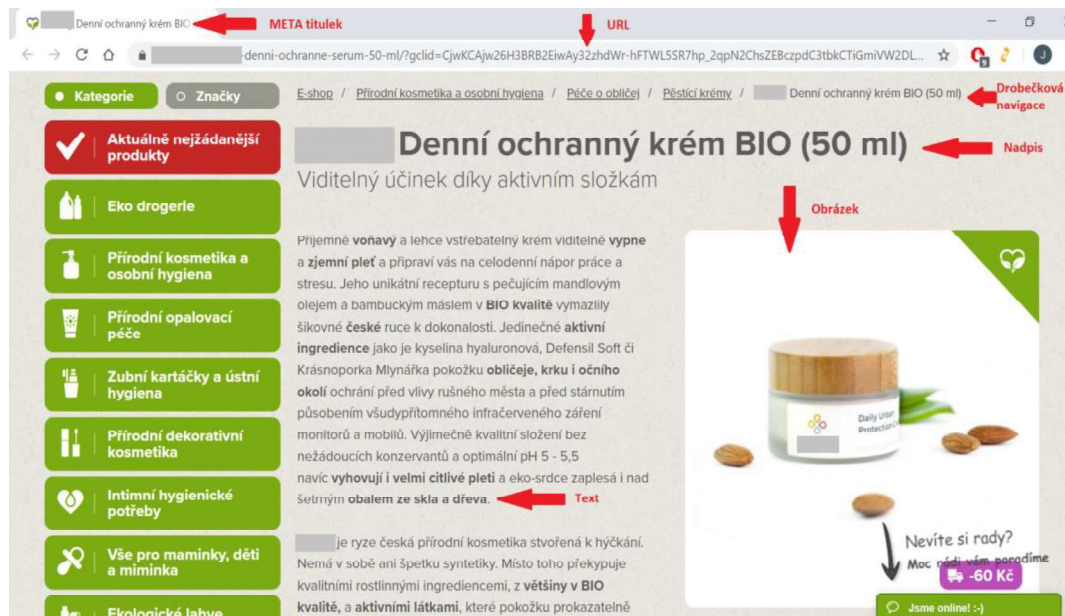 Denní ochranný krém BIO
META titulek
URL
-denni-ochranne-serum-50-ml/?gclid=CjwKCAjw26H3BRB2EiwAy32zhdWr-hFTWL5SR7hp_2qpN2ChsZEBczpdC3tbkCTiGmiVW2DL...
9
J
Kategorie
Značky
E-shop / Přírodní kosmetika a osobní hygiena / Péče o obličej / Pěstící krémy / Denní ochranný krém BIO (50 ml)
Drobečková
navigace
Aktuálně nejžádanější
produkty
Eko drogerie
Přírodní kosmetika a
osobní hygiena
Přírodní opalovací
péče
Zubní kartáčky a ústní
hygiena
Přírodní dekorativní
kosmetika
Intimní hygienické
potřeby
Vše pro maminky, děti
a miminka
Ekologické lahve
Denní ochranný krém BIO (50 ml)
Nadpis
Viditelný účinek díky aktivním složkám
Obrázek
Příjemně voňavý a lehce vstřebatelný krém viditelně vypne
a zjemní pleť a připraví vás na celodenní nápor práce a
stresu. Jeho unikátní recepturu s pečujícím mandlovým
olejem a bambuckým máslem v BIO kvalitě vymazlily
šikovné české ruce k dokonalosti. Jedinečné aktivní
ingredience jako je kyselina hyaluronová, Defensil Soft či
Krásnoporka Mlynářka pokožku obličeje, krku i očního
okolí ochrání před vlivy rušného města a před stárnutím
působením všudypřítomného infračerveného záření
monitorů a mobilů. Výjimečně kvalitní složení bez
nežádoucích konzervantů a optimální pH 5 - 5,5
navíc vyhovují i velmi citlivé pleti a eko-srdce zaplesá i nad
šetrným obalem ze skla a dřeva.
Text
je ryze česká přírodní kosmetika stvořená k hýčkání.
Nemá v sobě ani špetku syntetiky. Místo toho překypuje
kvalitními rostlinnými ingrediencemi, z většiny v BIO
kvalitě, a aktivními látkami, které pokožku prokazatelně
Daily Urban
Protection
Nevíte si rady?
Moc rádi vám poradíme
-60 Kč
Jsme online! :-)